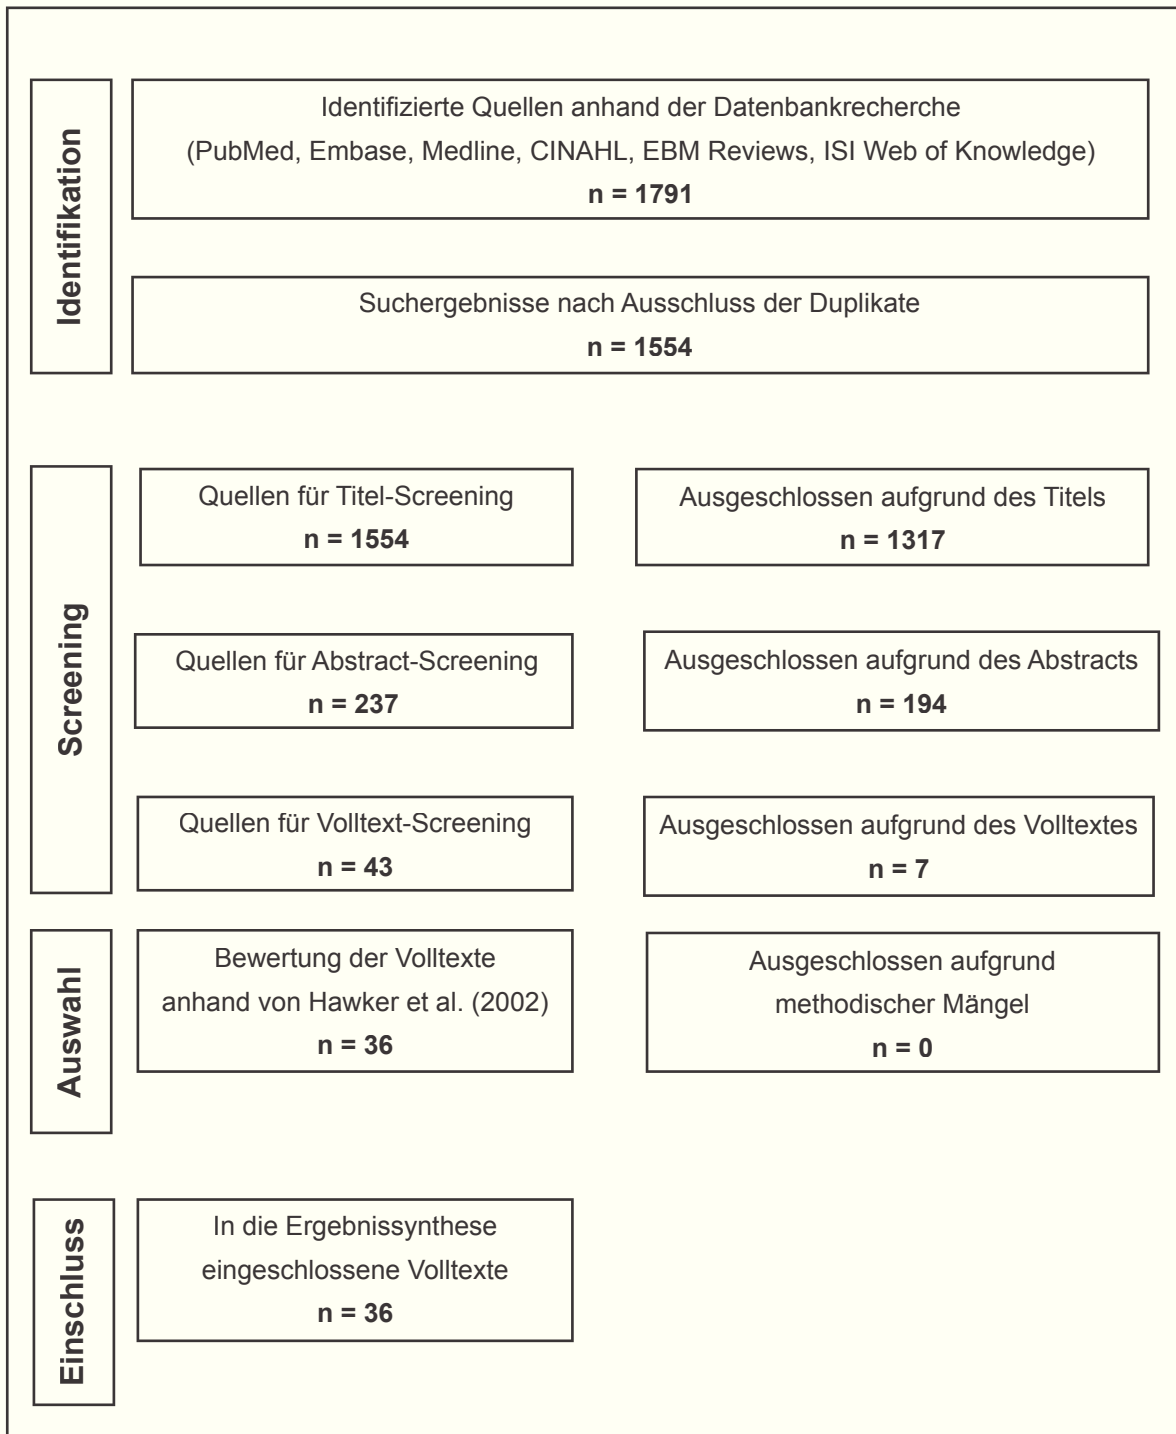 Identifikation
Identifizierte Quellen anhand der Datenbankrecherche
(PubMed, Embase, Medline, CINAHL, EBM Reviews, ISI Web of Knowledge)
n = 1791
Suchergebnisse nach Ausschluss der Duplikate
n = 1554
Screening
Quellen für Titel-Screening
n = 1554
Ausgeschlossen aufgrund des Titels
n = 1317
Quellen für Abstract-Screening
n = 237
Ausgeschlossen aufgrund des Abstracts
n = 194
Quellen für Volltext-Screening
n = 43
Ausgeschlossen aufgrund des Volltextes
n = 7
Auswahl
Bewertung der Volltexte
anhand von Hawker et al. (2002)
n = 36
Ausgeschlossen aufgrund
methodischer Mängel
n = 0
Einschluss
In die Ergebnissynthese
eingeschlossene Volltexte
n = 36